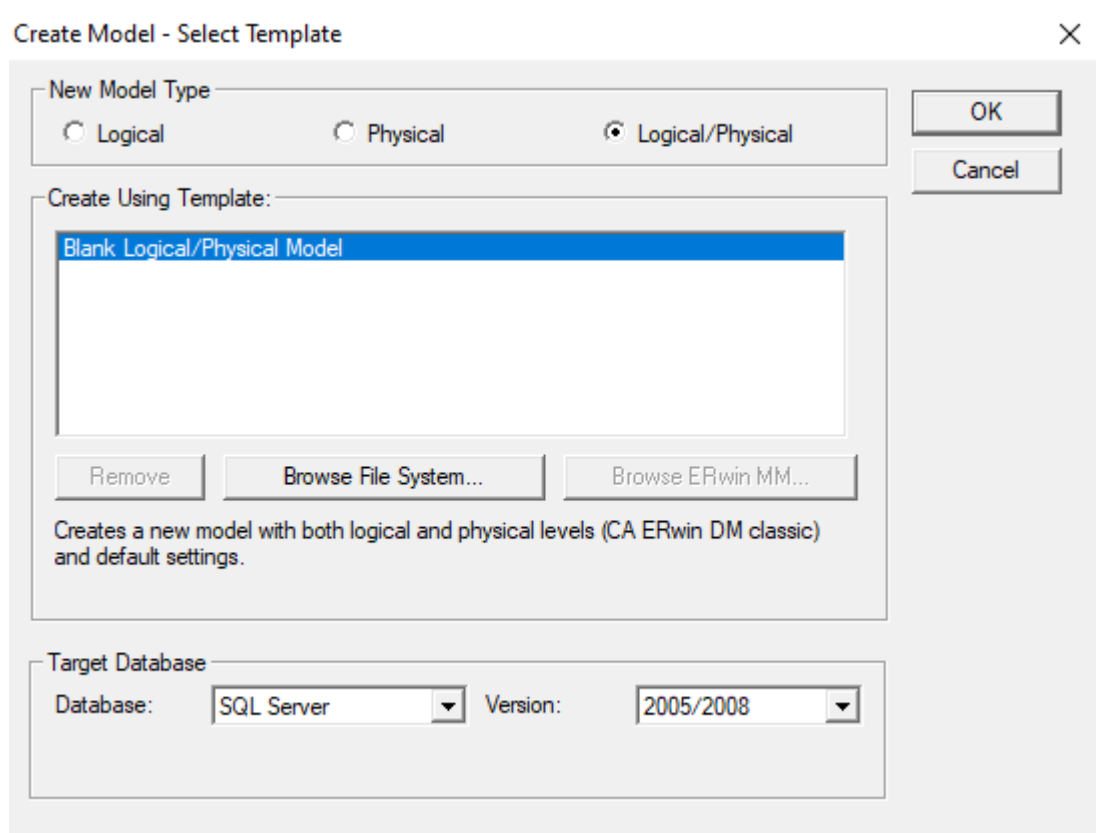 Create Model - Select Template
New Model Type
Logical
Physical
Logical/Physical
OK
Cancel
Create Using Template:
Blank Logical/Physical Model
Remove
Browse File System...
Browse ERwin MM...
Creates a new model with both logical and physical levels (CA ERwin DM classic)
and default settings.
Target Database
Database:
SQL Server
Version:
2005/2008